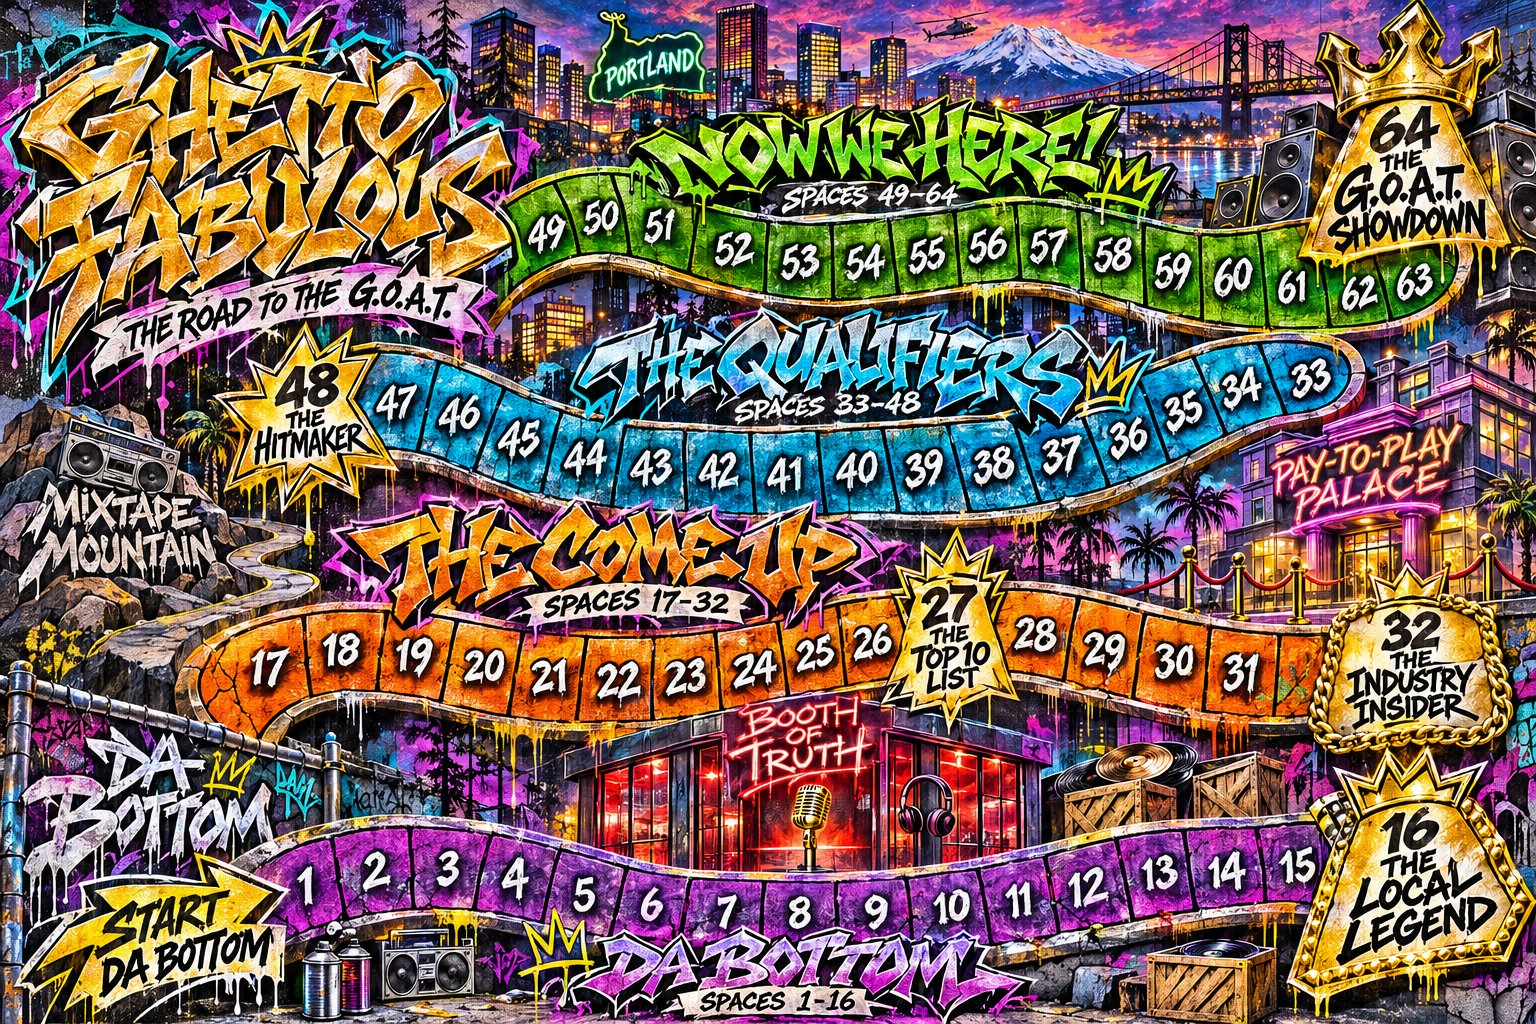 GHETTO
FABULOUS
THE ROAD TO THE G.O.A.T.
PORTLAND
NOW WE HERE!
SPACES 49-64
49 50 51 52 53 54 55 56 57 58 59 60 61 62 63
64
THE
G.O.A.T.
SHOWDOWN
THE QUALIFIERS
SPACES 33-48
48
THE
HITMAKER
47 46 45 44 43 42 41 40 39 38 37 36 35 34 33
MIXTAPE
MOUNTAIN
PAY-TO-PLAY
PALACE
THE COME UP
SPACES 17-32
17 18 19 20 21 22 23 24 25 26
27
THE
TOP 10
LIST
28 29 30 31
32
THE
INDUSTRY
INSIDER
BOOTH
OF
TRUTH
DA
BOTTOM
START
DA BOTTOM
1 2 3 4 5 6 7 8 9 10 11 12 13 14 15
16
THE
LOCAL
LEGEND
DA BOTTOM
SPACES 1-16